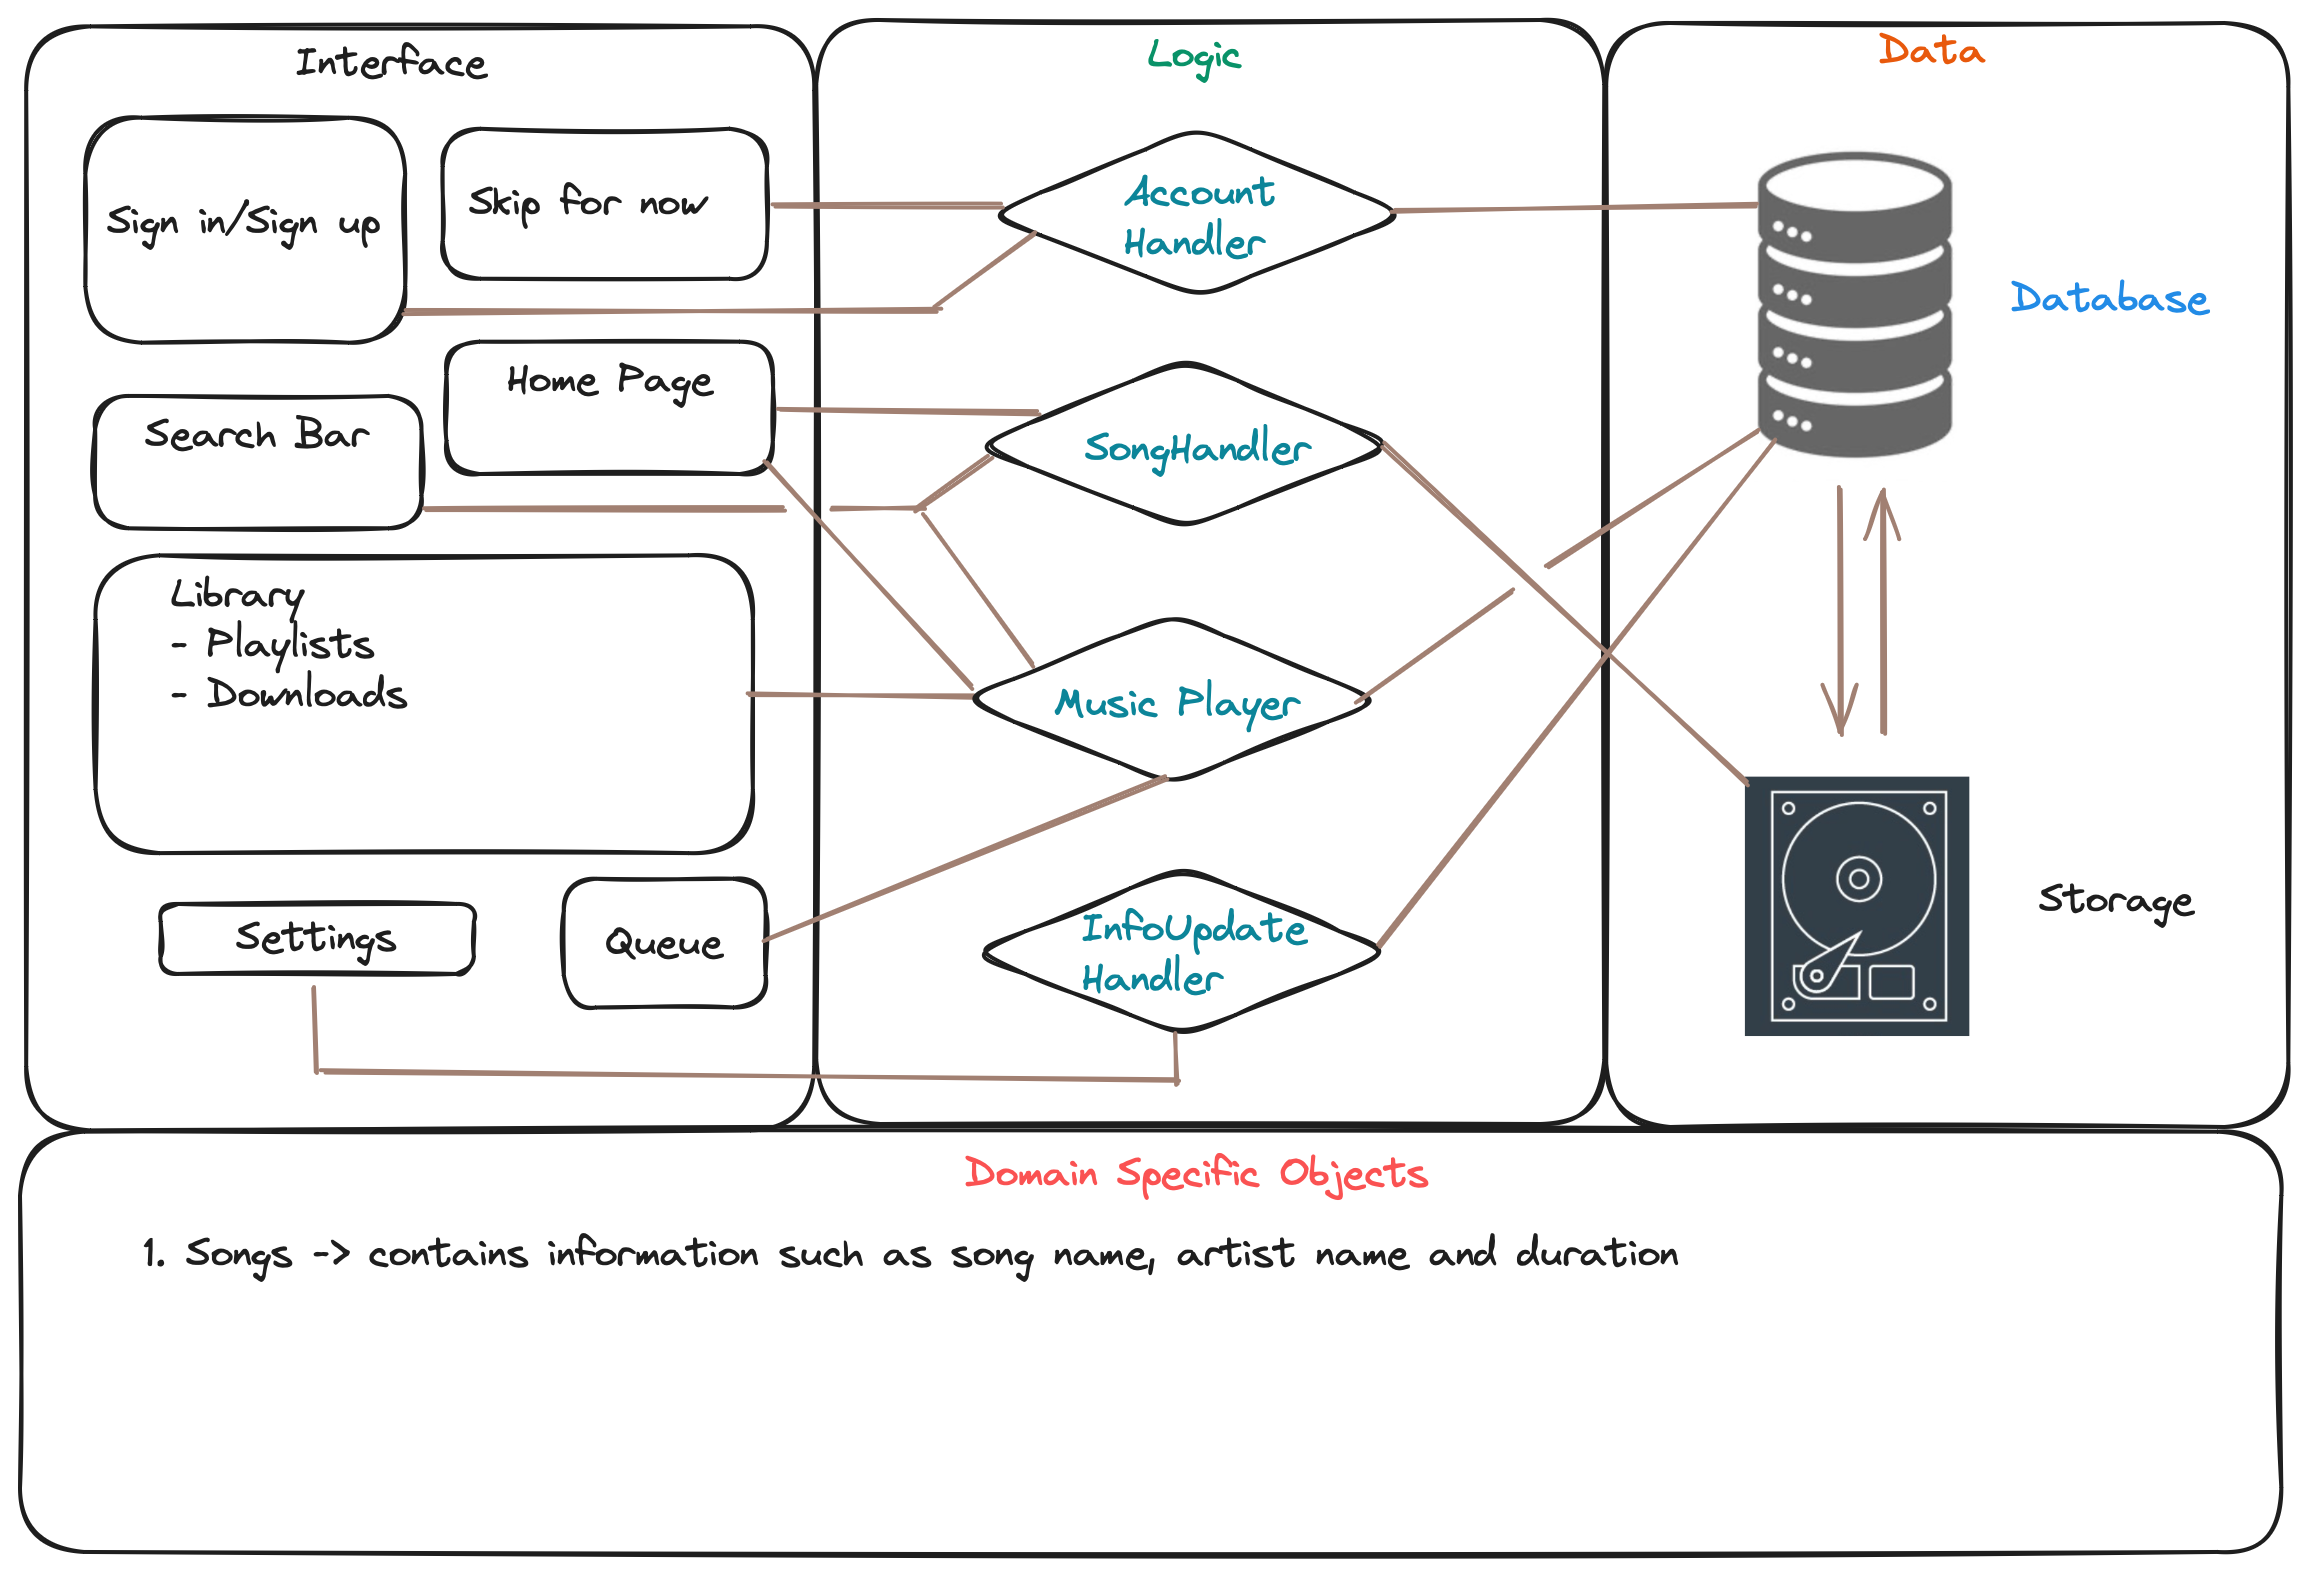 Interface
Logic
Data
Sign in/Sign up
Skip for now
Account
Handler
Database
Home Page
Search Bar
SongHandler
Library
- Playlists
- Downloads
Music Player
Settings
Queue
InfoUpdate
Handler
Storage
Domain Specific Objects
1. Songs -> contains iformation such as song name, artist name and duration